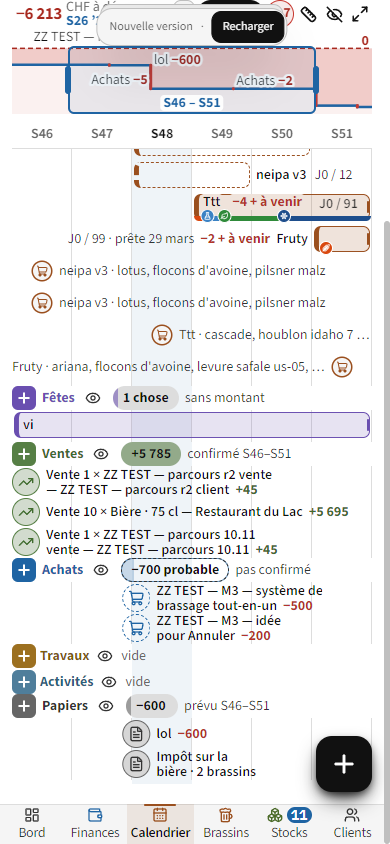 −6 213 CHF à
S26
ZZ TEST —
Nouvelle version ·
Recharger
7
0
lol −600
Achats −5
Achats −2
S46 – S51
S46 S47 S48 S49 S50 S51
neipa v3 J0 / 12
Ttt −4 + à venir J0 / 91
J0 / 99 · prête 29 mars −2 + à venir Fruty
neipa v3 · lotus, flocons d'avoine, pilsner malz
neipa v3 · lotus, flocons d'avoine, pilsner malz
Ttt · cascade, houblon idaho 7 ...
Fruty · ariana, flocons d'avoine, levure safale us-05, ...
Fêtes 1 chose sans montant
vi
Ventes +5 785 confirmé S46–S51
Vente 1 × ZZ TEST — parcours r2 vente
— ZZ TEST — parcours r2 client +45
Vente 10 × Bière · 75 cl — Restaurant du Lac +5 695
Vente 1 × ZZ TEST — parcours 10.11
vente — ZZ TEST — parcours 10.11 +45
Achats −700 probable pas confirmé
ZZ TEST — M3 — système de
brassage tout-en-un −500
ZZ TEST — M3 — idée
pour Annuler −200
Travaux vide
Activités vide
Papiers −600 prévu S46–S51
lol −600
Impôt sur la
bière · 2 brassins
11
Bord Finances Calendrier Brassins Stocks Clients